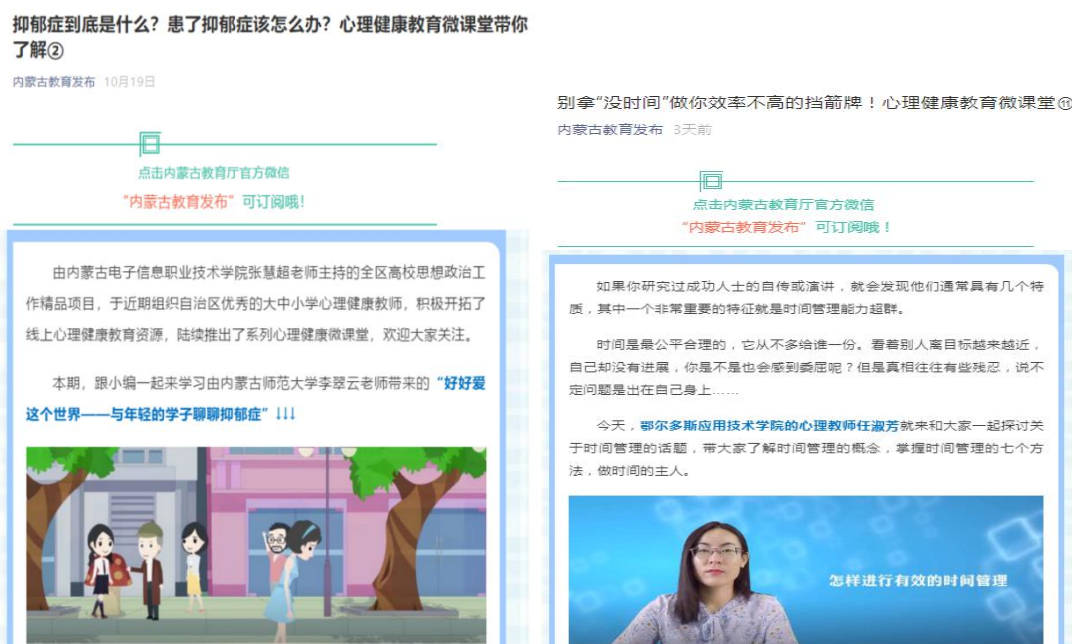 抑郁症到底是什么？患了抑郁症该怎么办？心理健康教育微课堂带你
了解②
内蒙古教育发布 10月19日
点击内蒙古教育厅官方微信
“内蒙古教育发布” 可订阅哦！
由内蒙古电子信息职业技术学院张慧超老师主持的全区高校思想政治工
作精品项目，于近期组织自治区优秀的大中小学心理健康教师，积极开拓了
线上心理健康教育资源，陆续推出了系列心理健康微课堂，欢迎大家关注。
本期，跟小编一起来学习由内蒙古师范大学李翠云老师带来的“好好爱
这个世界——与年轻的学子聊聊抑郁症”↓↓↓
别拿“没时间”做你效率不高的挡箭牌！心理健康教育微课堂⑪
内蒙古教育发布 3天前
点击内蒙古教育厅官方微信
“内蒙古教育发布” 可订阅哦！
如果你研究过成功人士的自传或演讲，就会发现他们通常具有几个特
质，其中一个非常重要的特征就是时间管理能力超群。
时间是最公平合理的，它从不多给谁一份。看着别人离目标越来越近，
自己却没有进展，你是不是也会感到委屈呢？但是真相往往有些残忍，说不
定问题是出在自己身上……
今天，鄂尔多斯应用技术学院的心理教师任淑芳就来和大家一起探讨关
于时间管理的话题，带大家了解时间管理的概念，掌握时间管理的七个方
法，做时间的主人。
怎样进行有效的时间管理